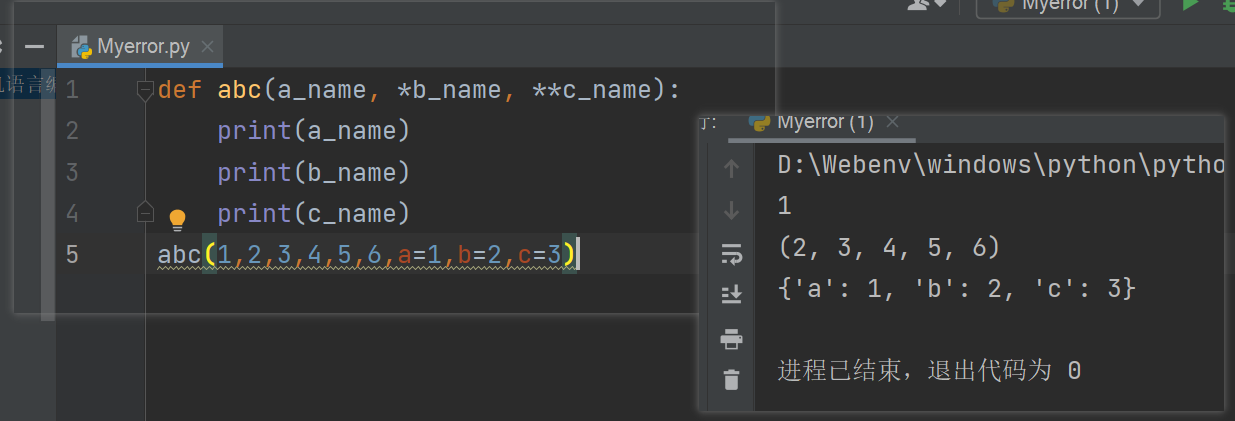 Myerror (1)
Myerror.py
1 def abc(a_name, *b_name, **c_name):
2 print(a_name)
3 print(b_name)
4 print(c_name)
5 abc(1,2,3,4,5,6,a=1,b=2,c=3)
Myerror (1)
D:\Webenv\windows\python\pytho
1
(2, 3, 4, 5, 6)
{'a': 1, 'b': 2, 'c': 3}
进程已结束，退出代码为 0